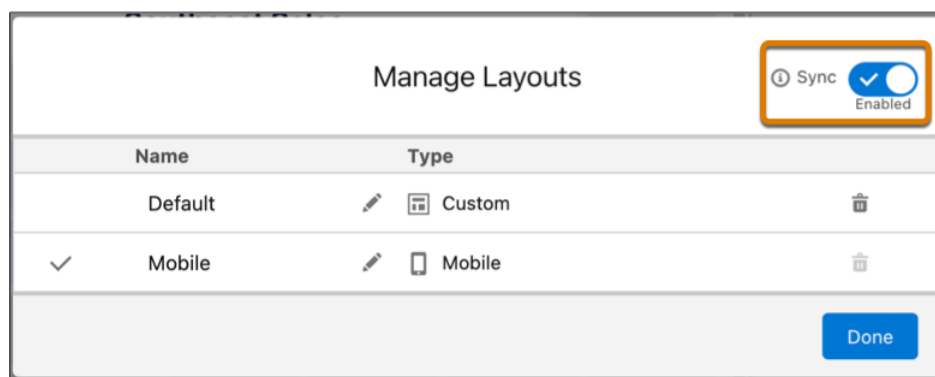 Manage Layouts
Sync
Enabled
Name Type
Default Custom
Mobile Mobile
Done